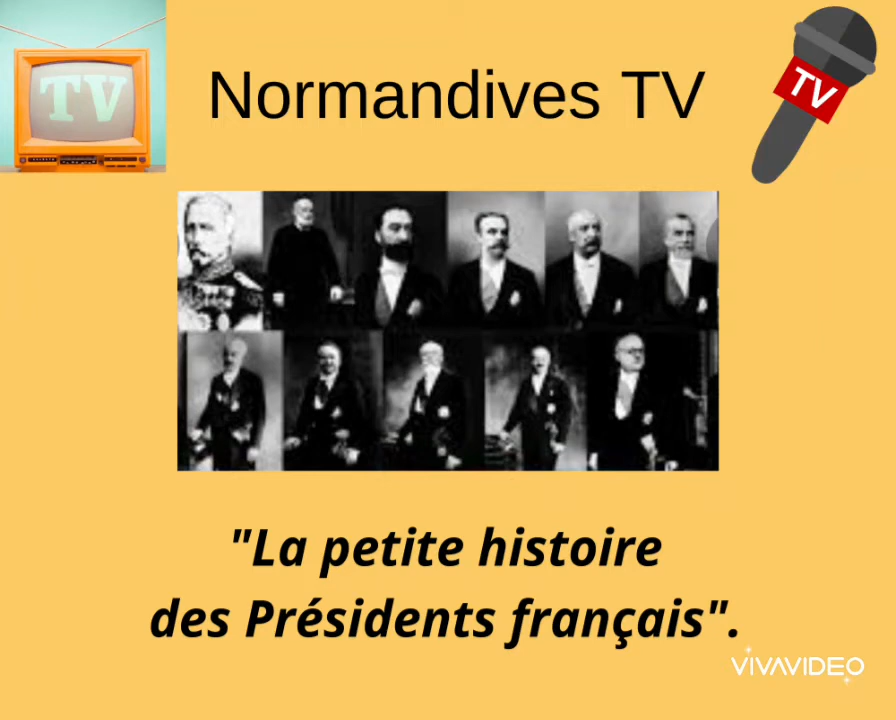 TV
Normandives TV
TV
"La petite histoire
des Présidents français".
VIVAVIDEO